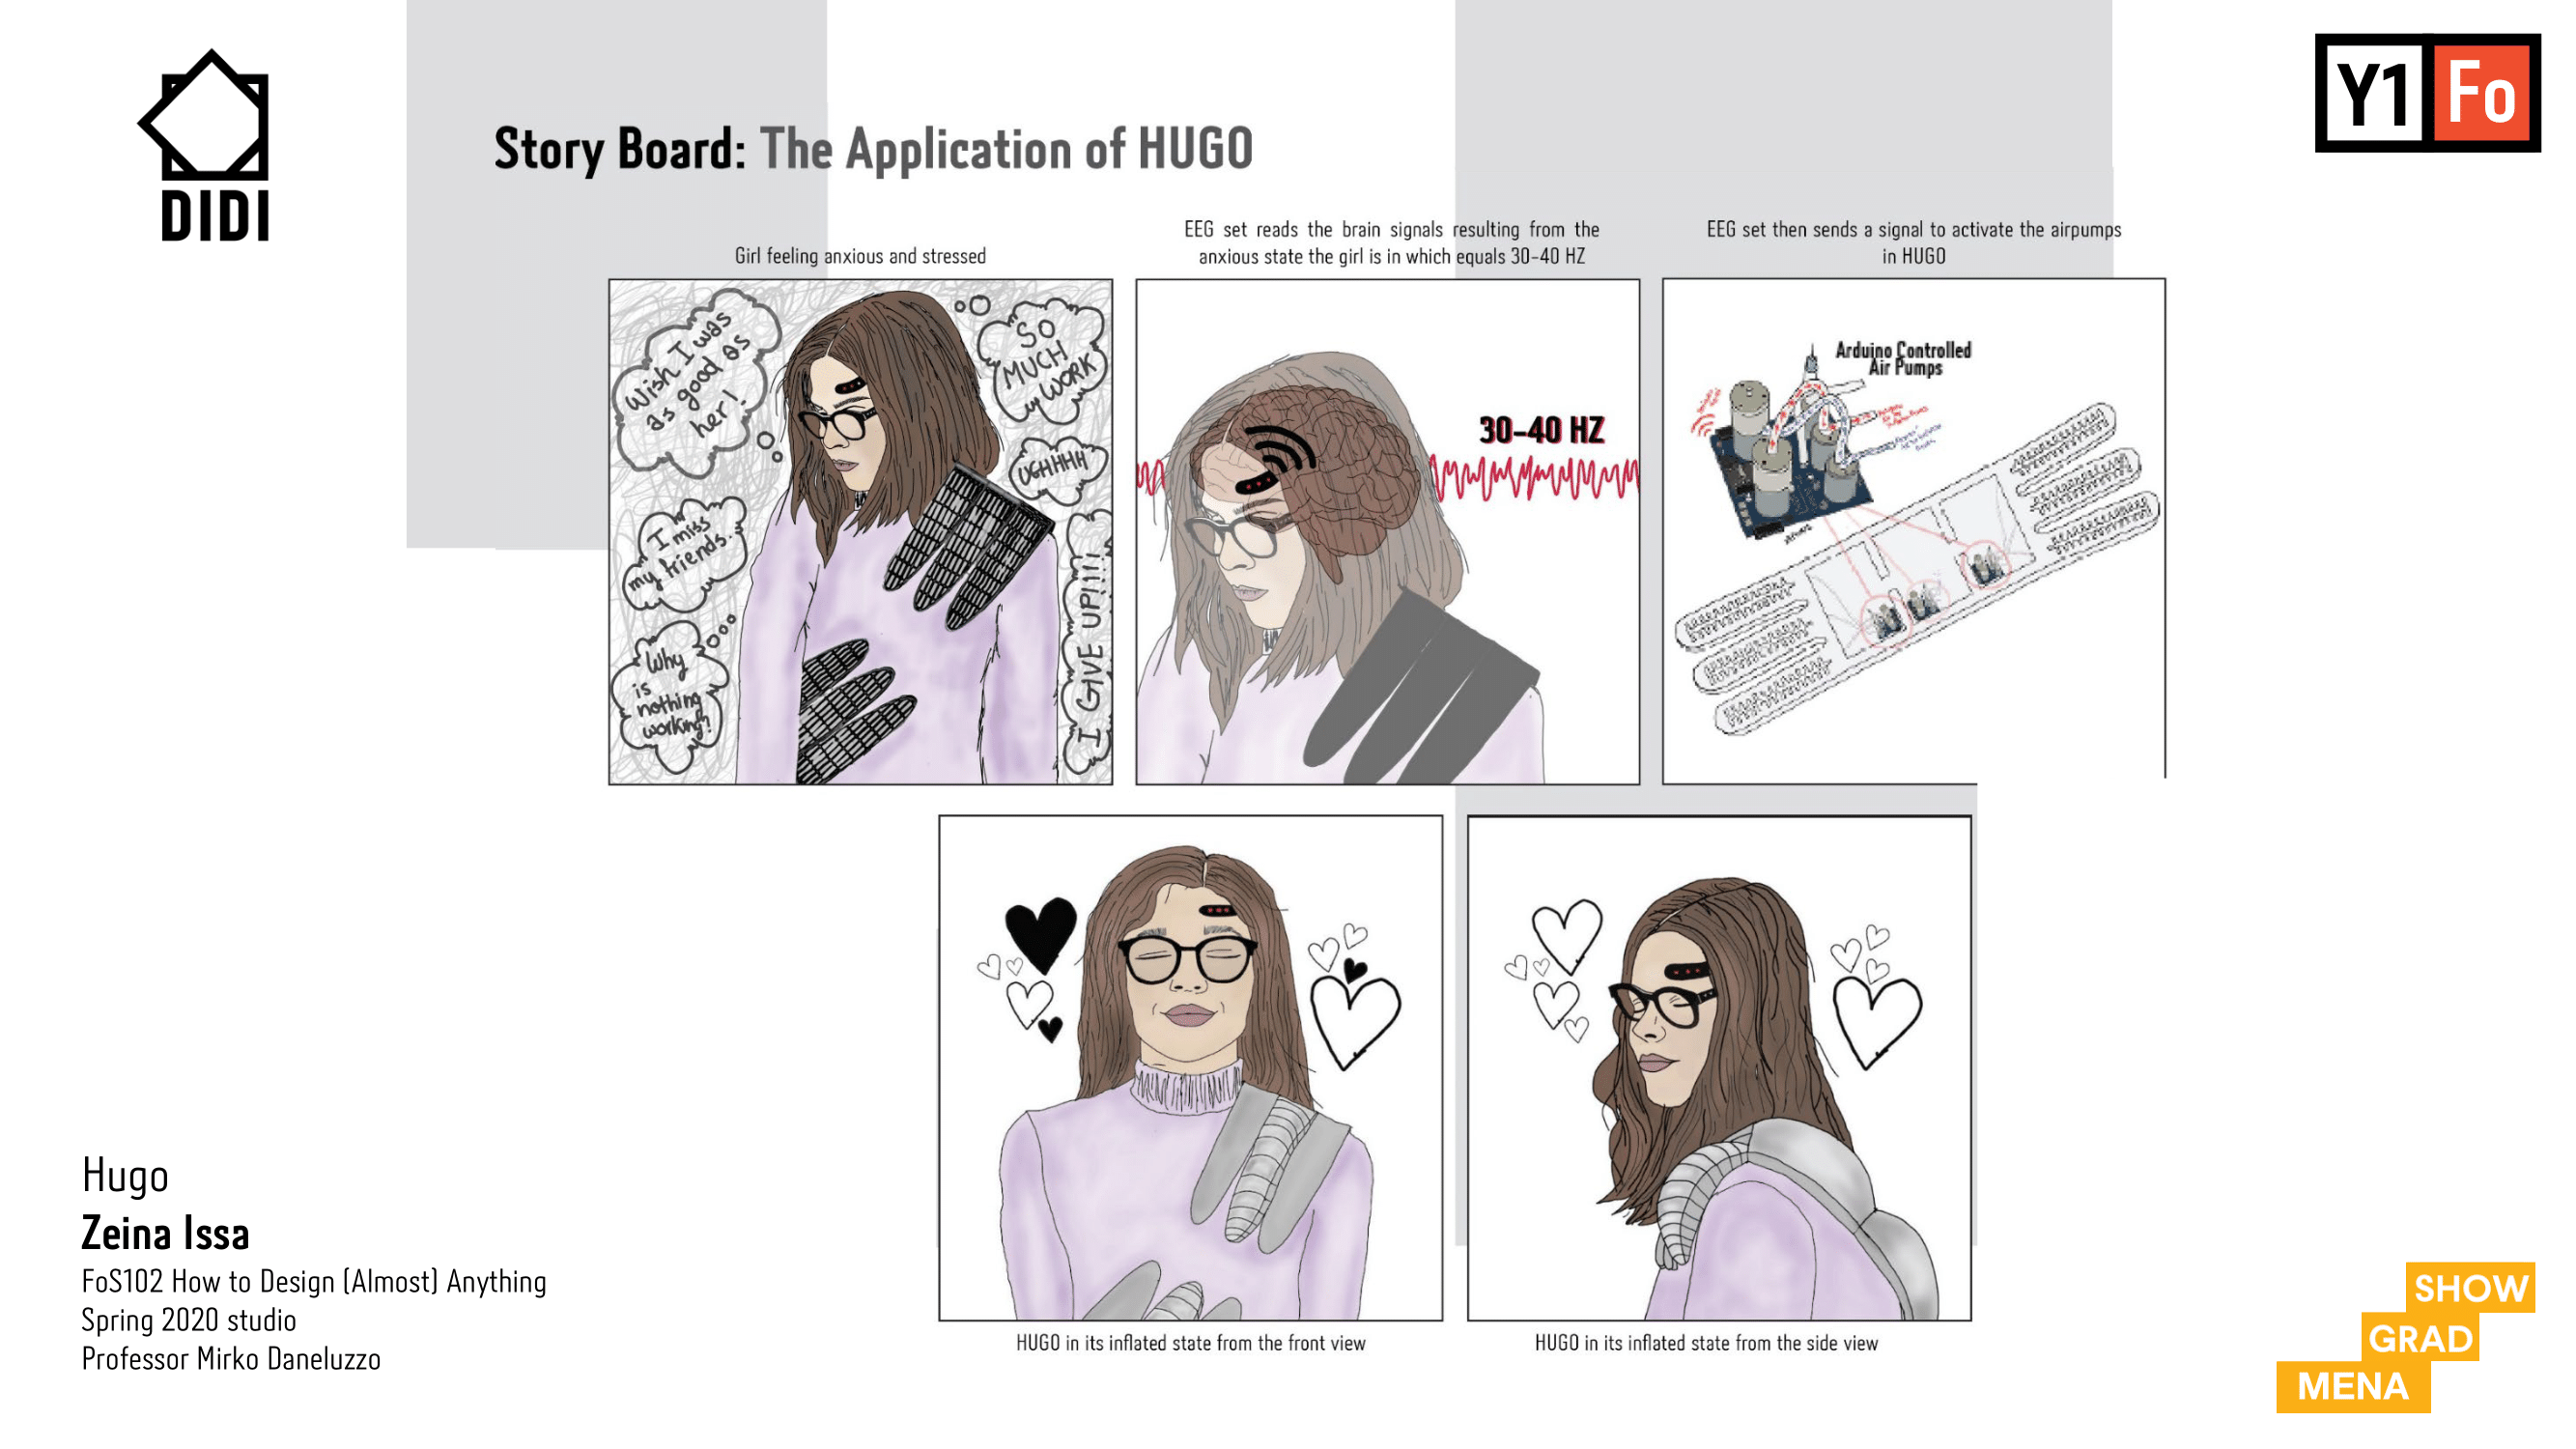 DIDI
Y1 Fo
Story Board: The Application of HUGO
Girl feeling anxious and stressed
EEG set reads the brain signals resulting from the
anxious state the girl is in which equals 30-40 HZ
EEG set then sends a signal to activate the airpumps
in HUGO
Wish I was
as good as
her!
SO
MUCH
WORK
UGHHHH
I miss
my friends.
I GIVE UP!!!!
Why
is
nothing
working?!
30-40 HZ
Arduino Controlled
Air Pumps
HUGO in its inflated state from the front view
HUGO in its inflated state from the side view
Hugo
Zeina Issa
FoS102 How to Design (Almost) Anything
Spring 2020 studio
Professor Mirko Daneluzzo
SHOW
GRAD
MENA